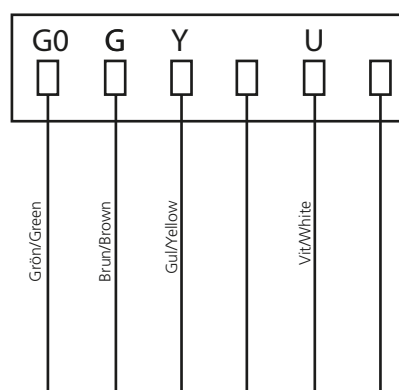 G0 G Y U
Grön/Green
Brun/Brown
Gul/Yellow
Vit/White